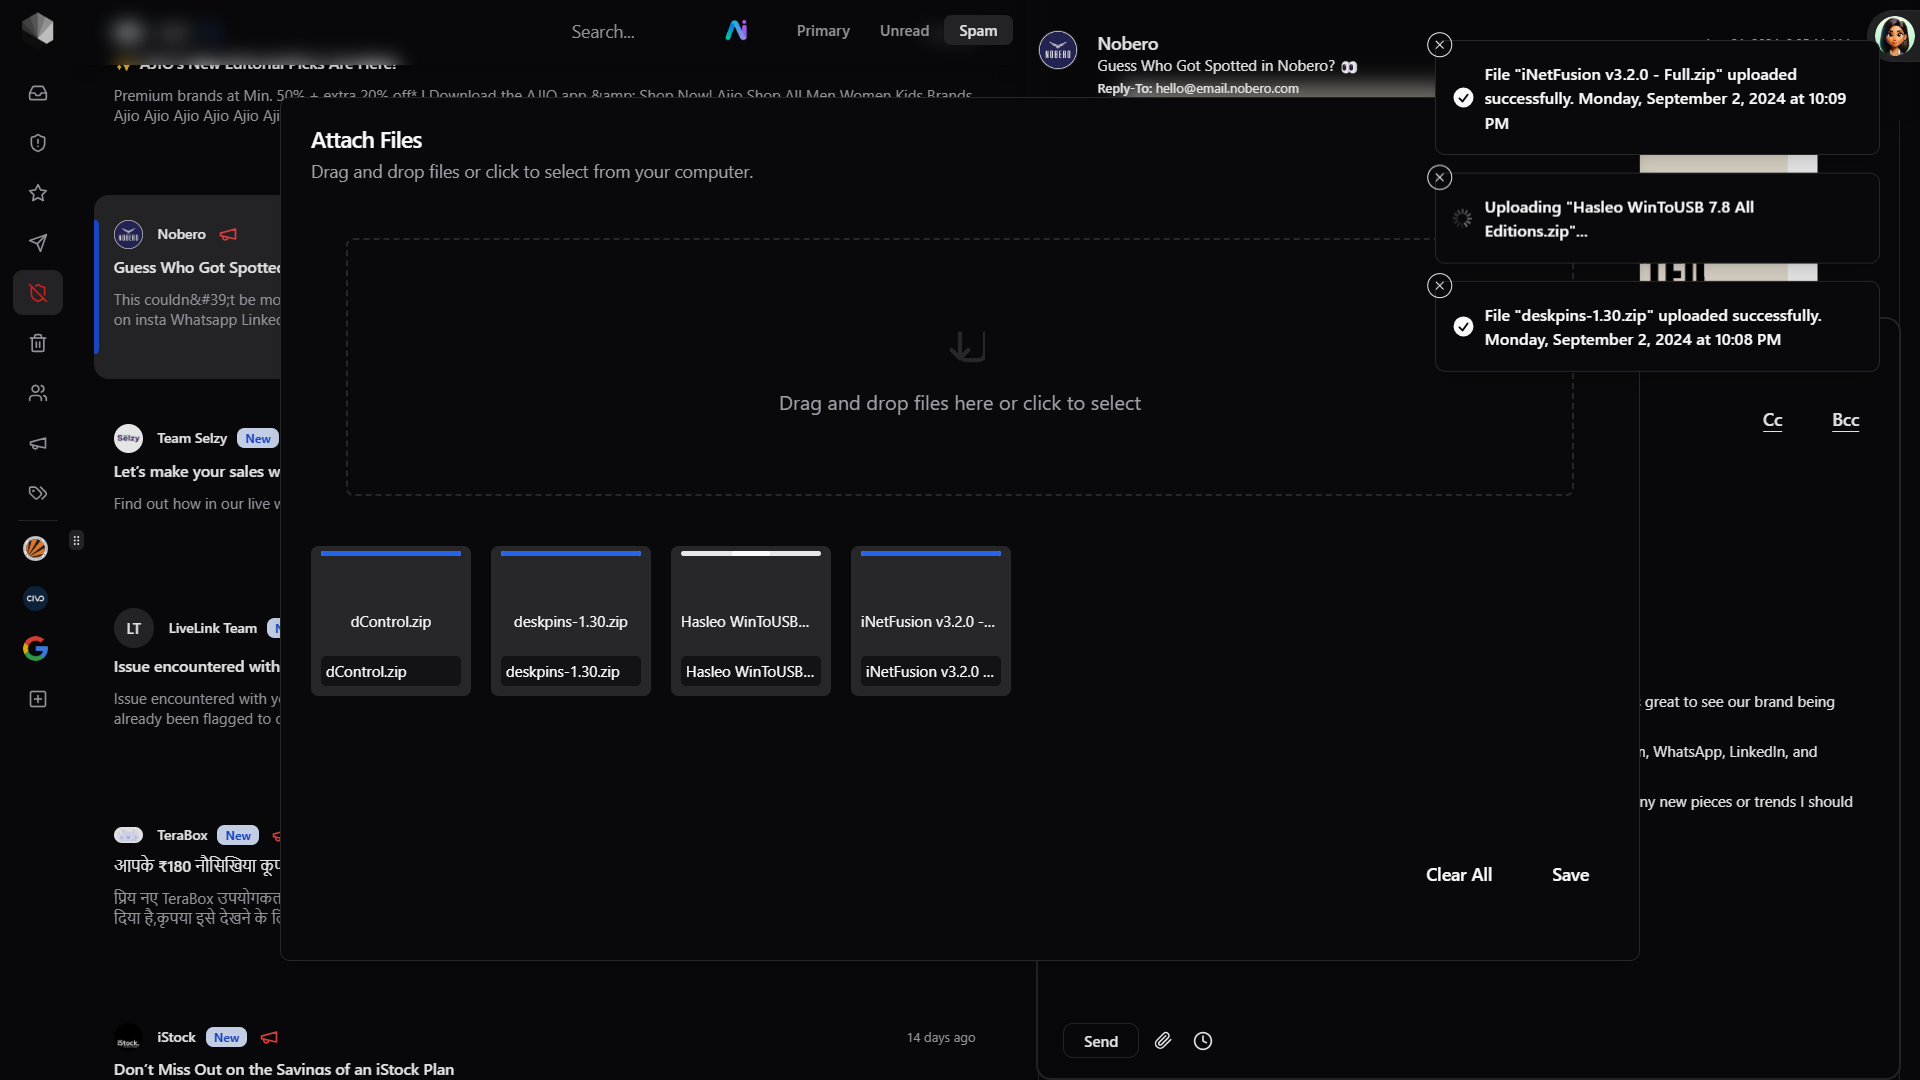 Search...
Primary
Unread
Spam
AJIO's New Editorial Picks Are Here!
Premium brands at Min. 50% + extra 20% off* | Download the AJIO app &amp; Shop Now! Ajio Shop All Men Women Kids Brands
Ajio Ajio Ajio Ajio Ajio Aji
NOBERO
Nobero
Guess Who Got Spotted
This couldn&#39;t be mo
on insta Whatsapp Linked
Selzy
Team Selzy
New
Let's make your sales w
Find out how in our live w
CIVO
LT
LiveLink Team
Issue encountered with
Issue encountered with y
already been flagged to
TeraBox
New
आपके ₹180 नौसिखिया कूप
प्रिय नए TeraBox उपयोगकत
दिया है,कृपया इसे देखने के लि
iStock.
iStock
New
14 days ago
Don't Miss Out on the Savings of an iStock Plan
Attach Files
Drag and drop files or click to select from your computer.
Drag and drop files here or click to select
dControl.zip
dControl.zip
deskpins-1.30.zip
deskpins-1.30.zip
Hasleo WinToUSB...
Hasleo WinToUSB...
iNetFusion v3.2.0 -...
iNetFusion v3.2.0 ...
Clear All
Save
NOBERO
Nobero
Guess Who Got Spotted in Nobero? 👀
Reply-To: hello@email.nobero.com
File "iNetFusion v3.2.0 - Full.zip" uploaded
successfully. Monday, September 2, 2024 at 10:09
PM
Uploading "Hasleo WinToUSB 7.8 All
Editions.zip"...
File "deskpins-1.30.zip" uploaded successfully.
Monday, September 2, 2024 at 10:08 PM
Cc
Bcc
great to see our brand being
n, WhatsApp, LinkedIn, and
ny new pieces or trends I should
Send